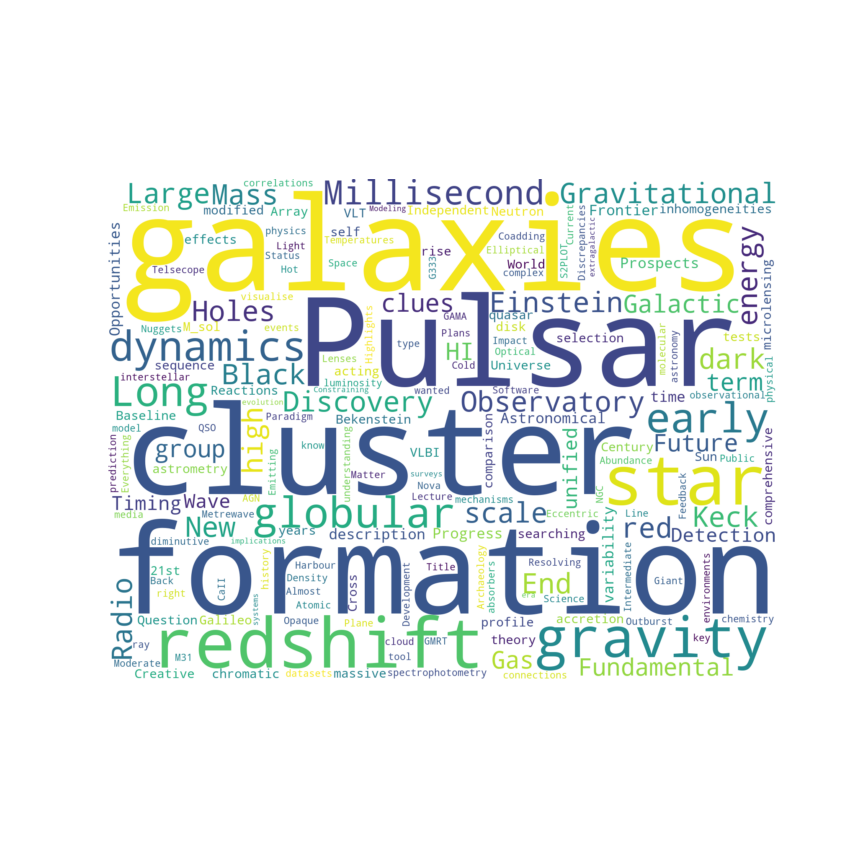 correlations
Large Mass Millisecond Gravitational
Emission modified Array VLT Modeling Independent Neutron Frontier inhomogeneities
galaxies
effects physics self Coadding Current Discrepancies
Opportunities Status Light Temperatures rise Elliptical S2PLOT extragalactic
Telsecope Hot Space G333 World complex Prospects
visualise energy
Holes clues Einstein Galactic
Nuggets M_sol events Lenses Highlights GAMA quasar microlensing
Pulsar
dynamics type Plans Impact disk selection molecular tests
sequence acting Cold Optical HI Universe astronomy dark
interstellar Black Reactions luminosity Constraining wanted Software term physical
Long evolution Discovery Observatory time observational
Baseline high Paradigm Bekenstein Astronomical early
model QSO cluster
group know understanding VLBI comparison unified Century Future Sun Public
prediction Everything astrometry AGN Emitting Matter surveys Nova Abundance star comprehensive
Timing Wave Lecture mechanisms Eccentric NGC Feedback Keck
media New Metrewave globular scale variability Line red Detection
years description Progress searching
diminutive implications formation
21st history Harbour Title End Resolving Intermediate Giant environments
Back CaII Density Cross Development Archaeology absorbers Science
right Almost Atomic era
Radio Question Galileo systems Opaque Plane profile accretion Outburst chemistry
ray redshift cloud GMRT theory gravity key
Moderate M31 tool Gas Fundamental
Creative chromatic datasets massive spectrophotometry connections